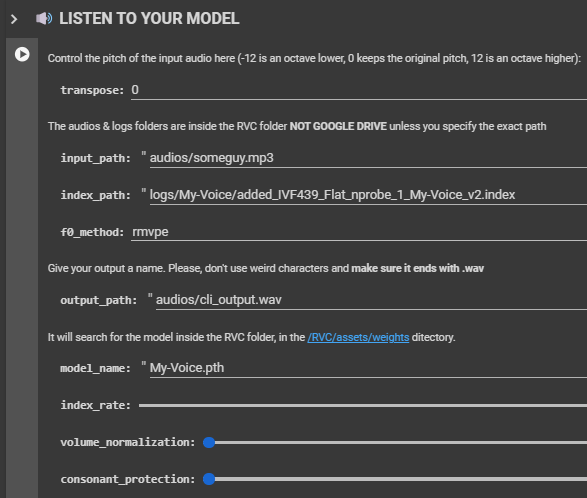 LISTEN TO YOUR MODEL
Control the pitch of the input audio here (-12 is an octave lower, 0 keeps the original pitch, 12 is an octave higher):
transpose: 0
The audios & logs folders are inside the RVC folder NOT GOOGLE DRIVE unless you specify the exact path
input_path: " audios/someguy.mp3
index_path: " logs/My-Voice/added_IVF439_Flat_nprobe_1_My-Voice_v2.index
f0_method: rmvpe
Give your output a name. Please, don't use weird characters and make sure it ends with .wav
output_path: " audios/cli_output.wav
It will search for the model inside the RVC folder, in the /RVC/assets/weights ditectory.
model_name: " My-Voice.pth
index_rate:
volume_normalization:
consonant_protection: